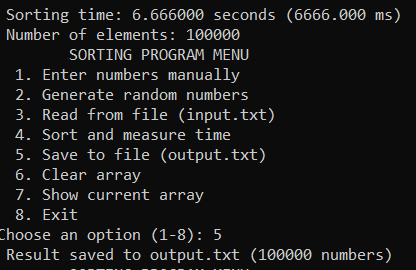 Sorting time: 6.666000 seconds (6666.000 ms)
Number of elements: 100000
SORTING PROGRAM MENU
1. Enter numbers manually
2. Generate random numbers
3. Read from file (input.txt)
4. Sort and measure time
5. Save to file (output.txt)
6. Clear array
7. Show current array
8. Exit
Choose an option (1-8): 5
Result saved to output.txt (100000 numbers)
SORTING PROGRAM MENU